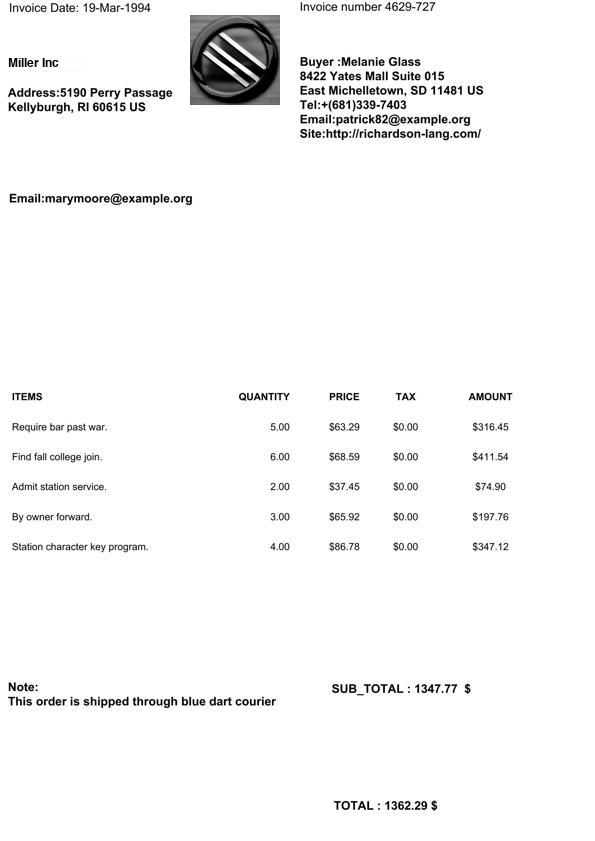 Invoice Date: 19-Mar-1994
Invoice number 4629-727
Miller Inc
Address:5190 Perry Passage
Kellyburgh, RI 60615 US
Buyer :Melanie Glass
8422 Yates Mall Suite 015
East Michelletown, SD 11481 US
Tel:+(681)339-7403
Email:patrick82@example.org
Site:http://richardson-lang.com/
Email:marymoore@example.org
ITEMS QUANTITY PRICE TAX AMOUNT
Require bar past war. 5.00 $63.29 $0.00 $316.45
Find fall college join. 6.00 $68.59 $0.00 $411.54
Admit station service. 2.00 $37.45 $0.00 $74.90
By owner forward. 3.00 $65.92 $0.00 $197.76
Station character key program. 4.00 $86.78 $0.00 $347.12
Note:
This order is shipped through blue dart courier
SUB_TOTAL : 1347.77 $
TOTAL : 1362.29 $